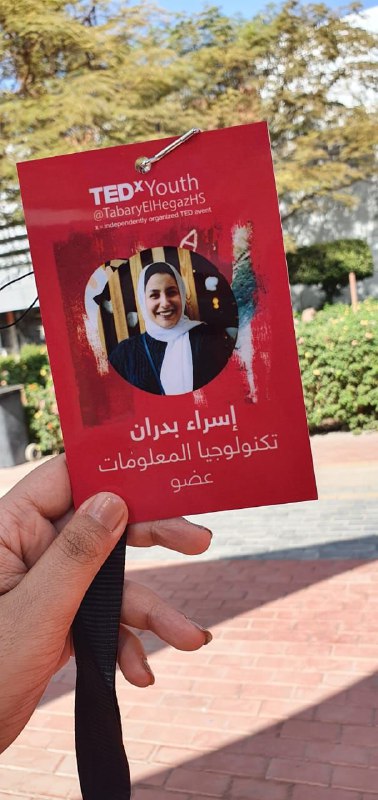 TEDxYouth
@TabaryElHegazHS
x = independently organized TED event
إسراء بدران
تكنولوجيا المعلومات
عضو